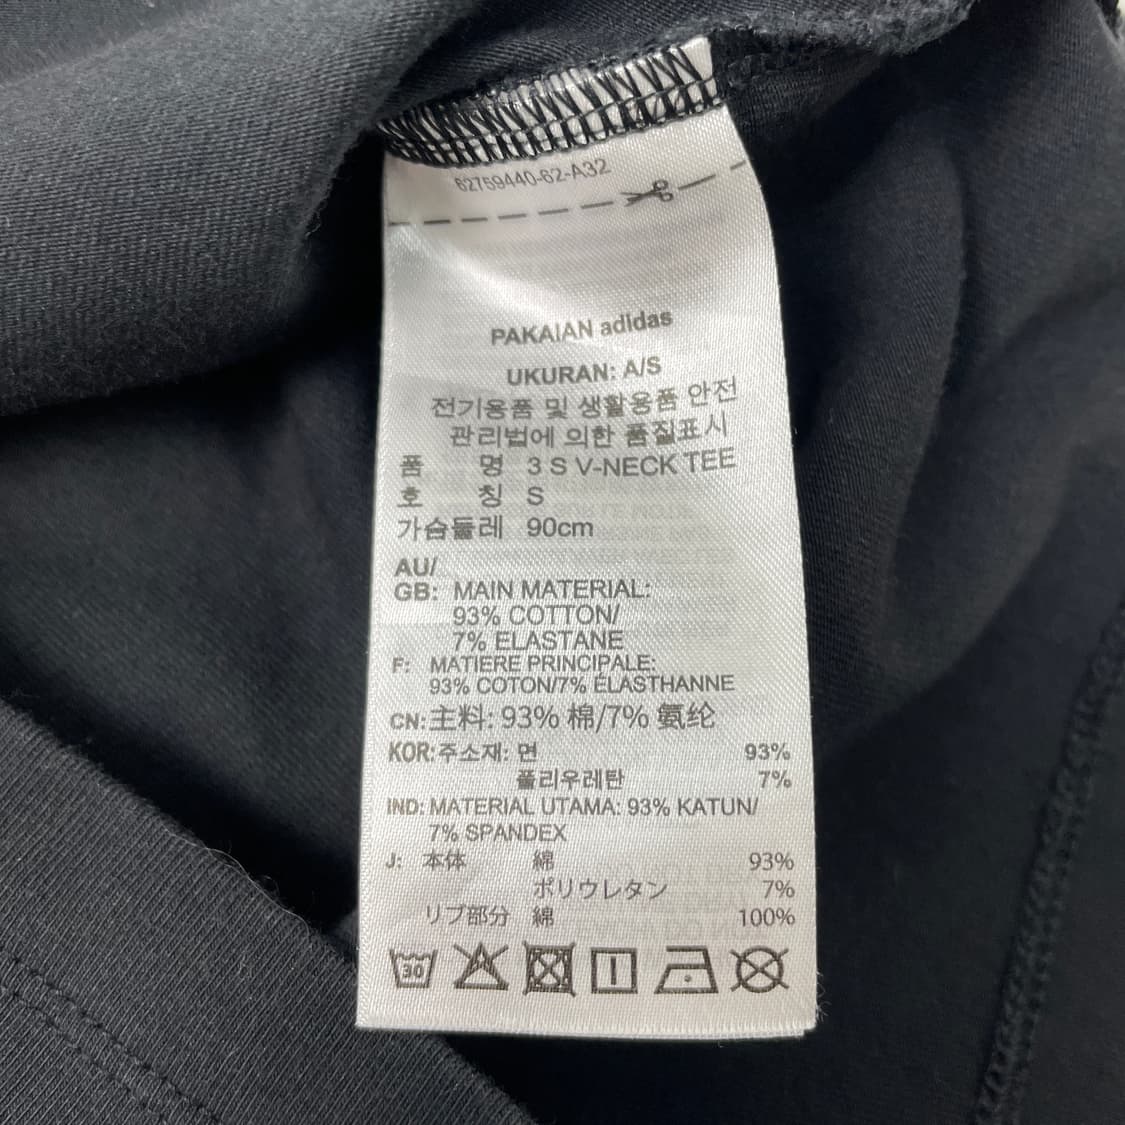 62759440-62-A32
PAKAIAN adidas
UKURAN: A/S
전기용품 및 생활용품 안전
관리법에 의한 품질표시
품 명 3 S V-NECK TEE
호 칭 S
가슴둘레 90cm
AU/
GB: MAIN MATERIAL:
93% COTTON/
7% ELASTANE
F: MATIERE PRINCIPALE:
93% COTON/7% ELASTHANNE
CN: 主料: 93% 棉/7% 氨纶
KOR: 주소재: 면 93%
폴리우레탄 7%
IND: MATERIAL UTAMA: 93% KATUN/
7% SPANDEX
J: 本体 綿 93%
ポリウレタン 7%
リブ部分 綿 100%
30